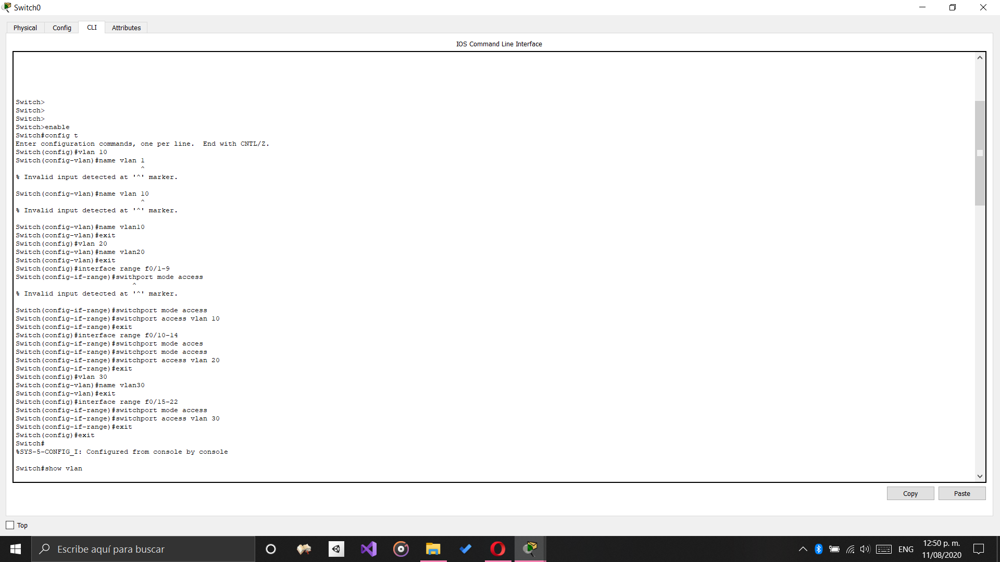 Switch0
Physical Config CLI Attributes
IOS Command Line Interface
Switch>
Switch>
Switch>
Switch>enable
Switch#config t
Enter configuration commands, one per line.  End with CNTL/Z.
Switch(config)#vlan 10
Switch(config-vlan)#name vlan 1
^
% Invalid input detected at '^' marker.
Switch(config-vlan)#name vlan 10
^
% Invalid input detected at '^' marker.
Switch(config-vlan)#name vlan10
Switch(config-vlan)#exit
Switch(config)#vlan 20
Switch(config-vlan)#name vlan20
Switch(config-vlan)#exit
Switch(config)#interface range f0/1-9
Switch(config-if-range)#swithport mode access
^
% Invalid input detected at '^' marker.
Switch(config-if-range)#switchport mode access
Switch(config-if-range)#switchport access vlan 10
Switch(config-if-range)#exit
Switch(config)#interface range f0/10-14
Switch(config-if-range)#switchport mode acces
Switch(config-if-range)#switchport mode access
Switch(config-if-range)#switchport access vlan 20
Switch(config-if-range)#exit
Switch(config)#vlan 30
Switch(config-vlan)#name vlan30
Switch(config-vlan)#exit
Switch(config)#interface range f0/15-22
Switch(config-if-range)#switchport mode access
Switch(config-if-range)#switchport access vlan 30
Switch(config-if-range)#exit
Switch(config)#exit
Switch#
%SYS-5-CONFIG_I: Configured from console by console
Switch#show vlan
Copy Paste
Top
Escribe aquí para buscar
ENG
12:50 p. m.
11/08/2020